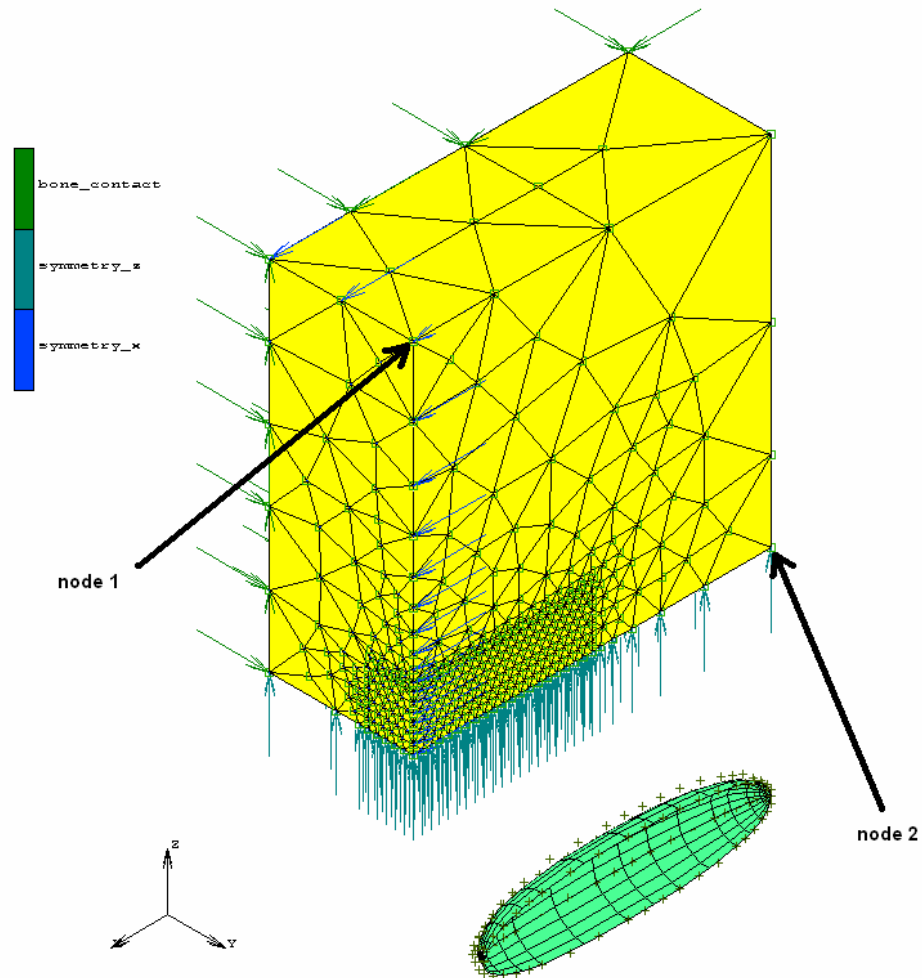 bone_contact
symmetry_z
symmetry_x
node 1
node 2
Z
X
Y